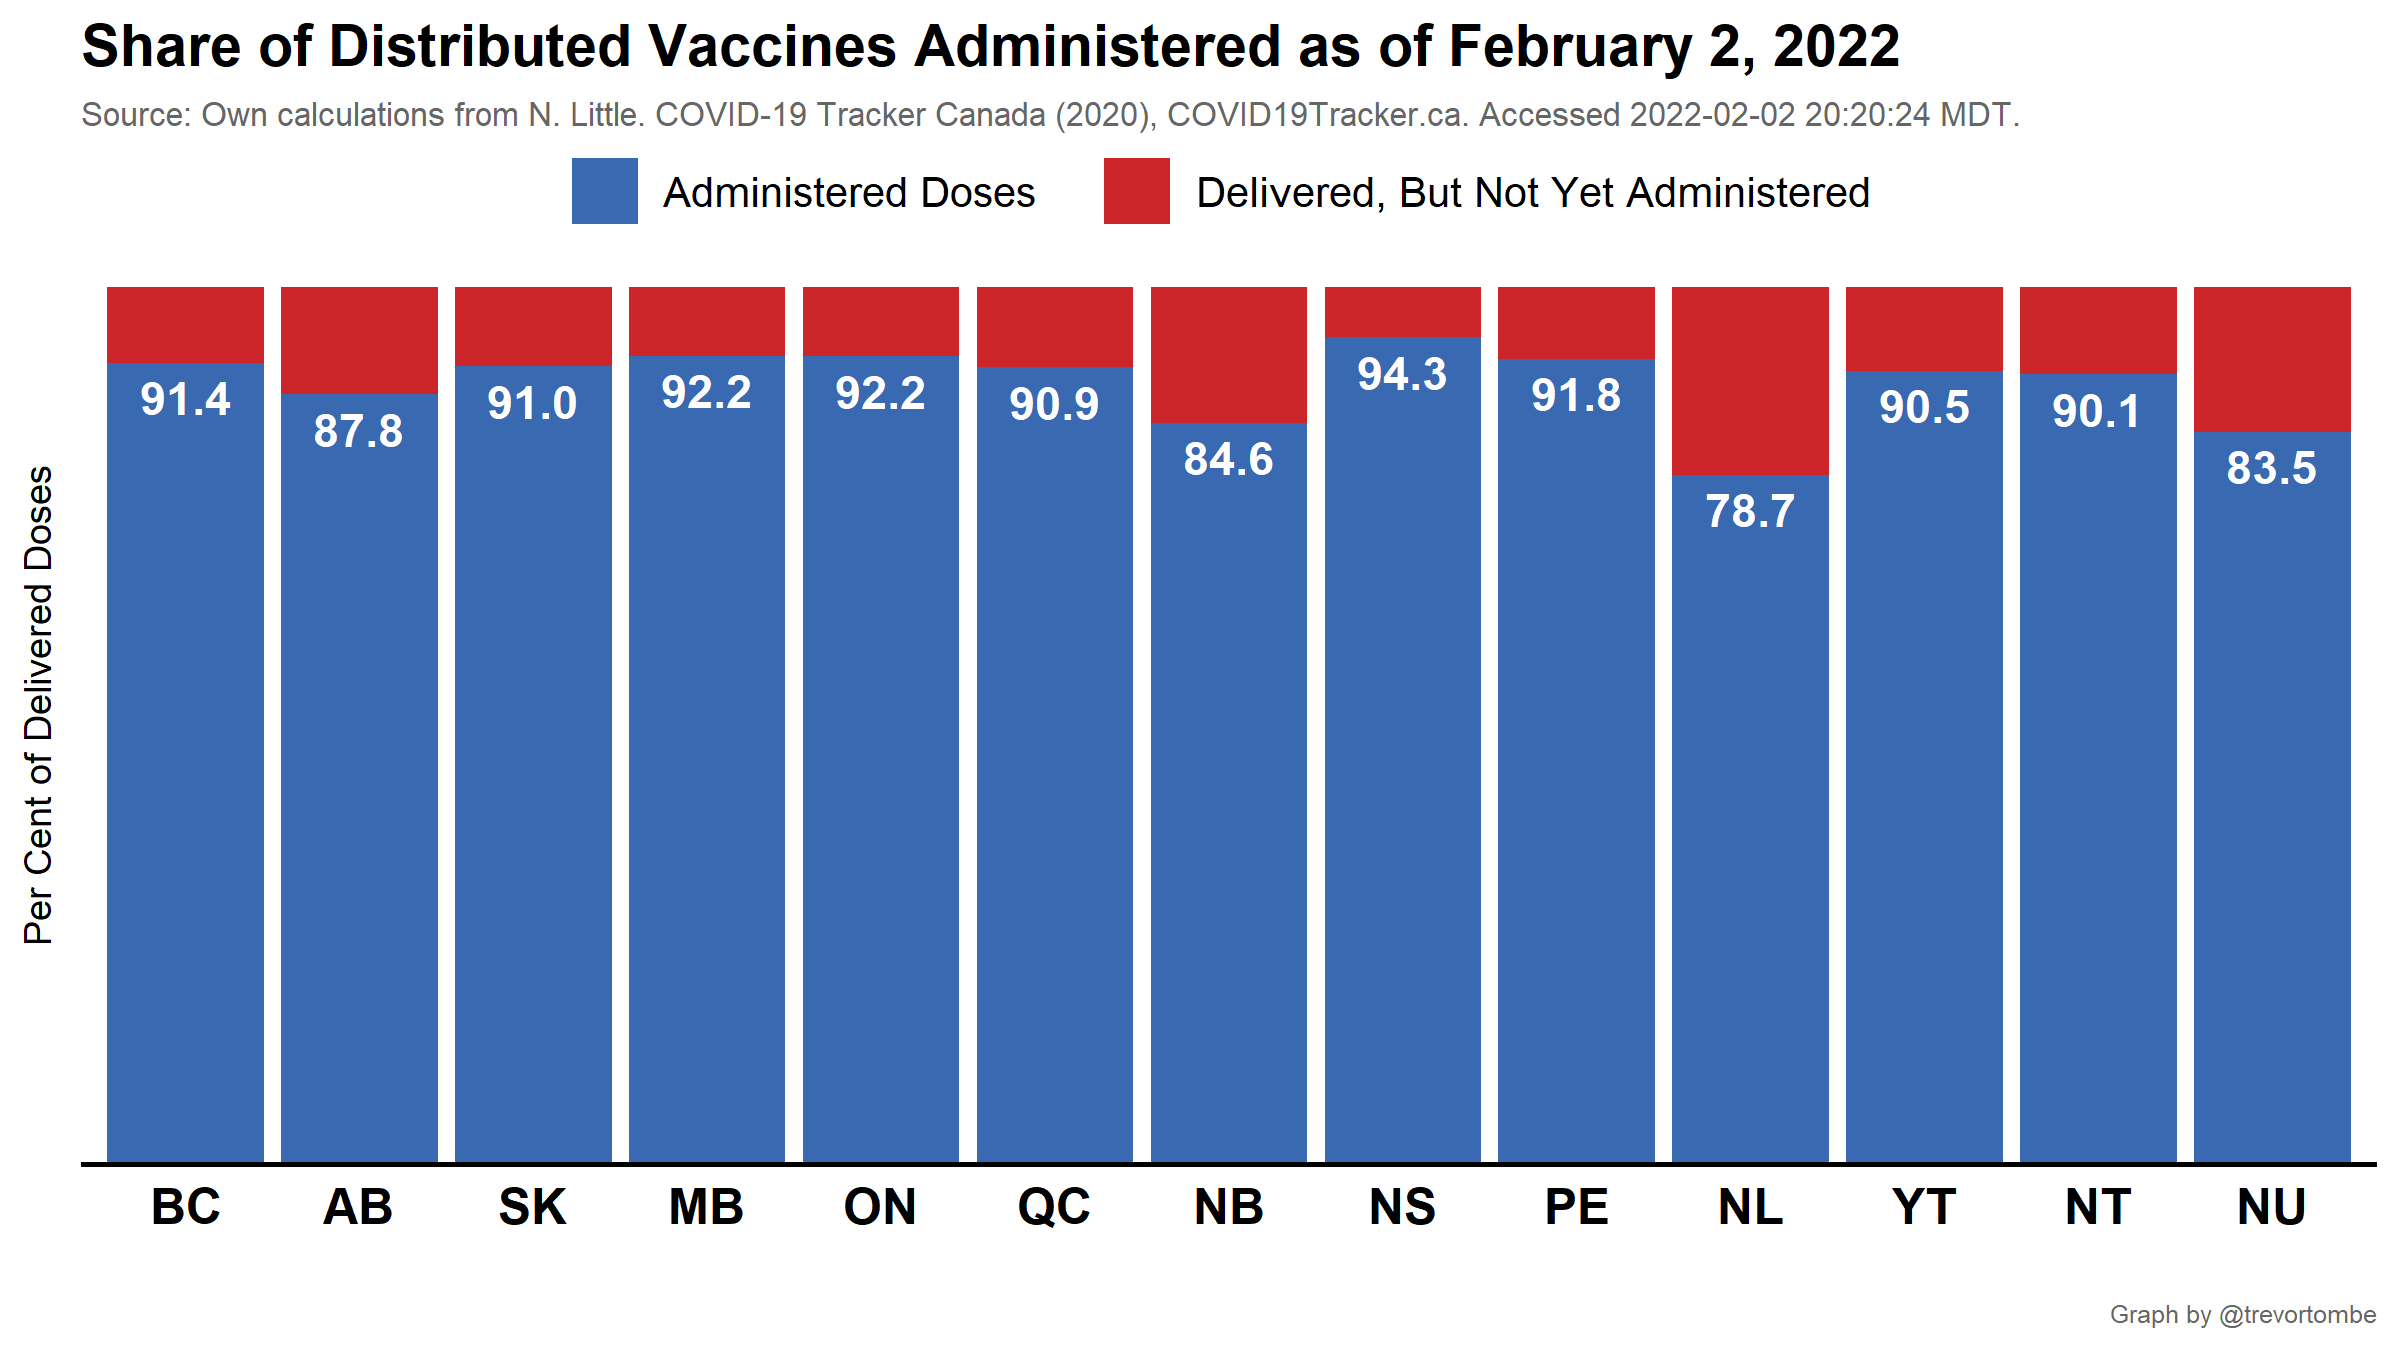 Share of Distributed Vaccines Administered as of February 2, 2022
Source: Own calculations from N. Little. COVID-19 Tracker Canada (2020), COVID19Tracker.ca. Accessed 2022-02-02 20:20:24 MDT.
Administered Doses Delivered, But Not Yet Administered
Per Cent of Delivered Doses
91.4 87.8 91.0 92.2 92.2 90.9 84.6 94.3 91.8 78.7 90.5 90.1 83.5
BC AB SK MB ON QC NB NS PE NL YT NT NU
Graph by @trevortombe